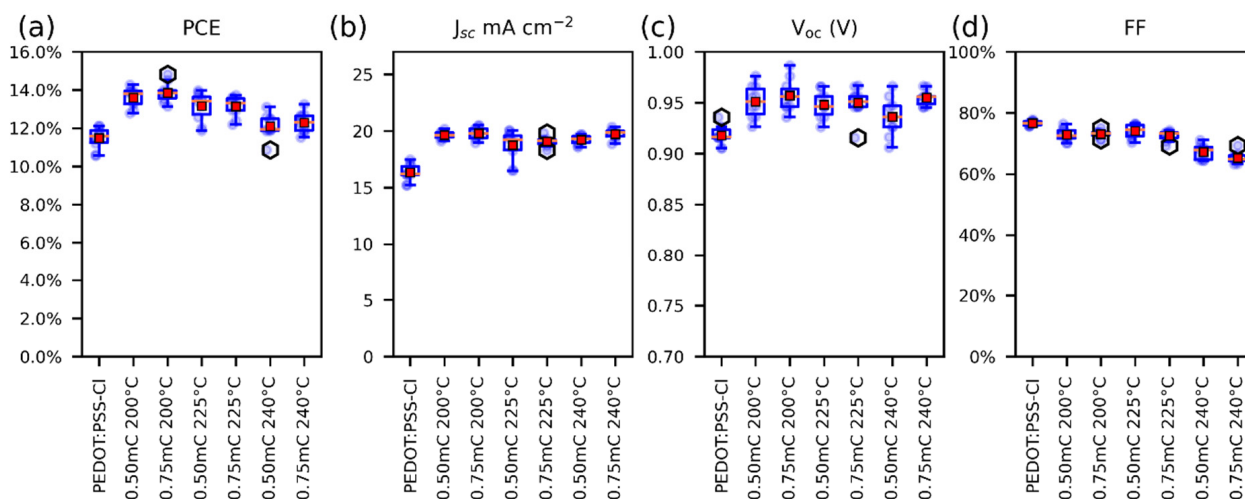 (a) PCE
16.0%
14.0%
12.0%
10.0%
8.0%
6.0%
4.0%
2.0%
0.0%
PEDOT:PSS-Cl
0.50mC 200°C
0.75mC 200°C
0.50mC 225°C
0.75mC 225°C
0.50mC 240°C
0.75mC 240°C
(b) Jsc mA cm−2
25
20
15
10
5
0
PEDOT:PSS-Cl
0.50mC 200°C
0.75mC 200°C
0.50mC 225°C
0.75mC 225°C
0.50mC 240°C
0.75mC 240°C
(c) Voc (V)
1.00
0.95
0.90
0.85
0.80
0.75
0.70
PEDOT:PSS-Cl
0.50mC 200°C
0.75mC 200°C
0.50mC 225°C
0.75mC 225°C
0.50mC 240°C
0.75mC 240°C
(d) FF
100%
80%
60%
40%
20%
0%
PEDOT:PSS-Cl
0.50mC 200°C
0.75mC 200°C
0.50mC 225°C
0.75mC 225°C
0.50mC 240°C
0.75mC 240°C